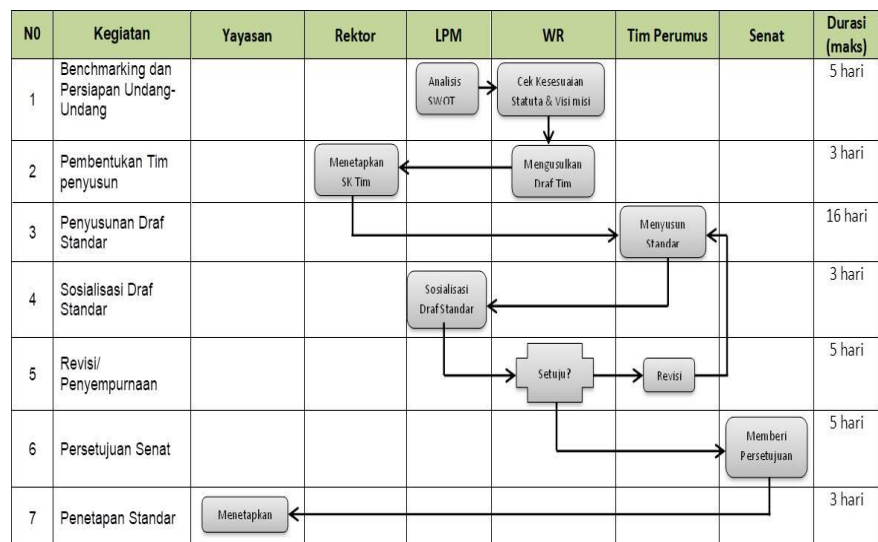 N0 Kegiatan Yayasan Rektor LPM WR Tim Perumus Senat Durasi
(maks)
1
Benchmarking dan
Persiapan Undang-
Undang
Analisis
SWOT
Cek Kesesuaian
Statuta & Visi misi
5 hari
2
Pembentukan Tim
penyusun
Menetapkan
SK Tim
Mengusulkan
Draf Tim
3 hari
3
Penyusunan Draf
Standar
Menyusun
Standar
16 hari
4
Sosialisasi Draf
Standar
Sosialisasi
Draf Standar
3 hari
5
Revisi/
Penyempurnaan
Setuju?
Revisi
5 hari
6
Persetujuan Senat
Memberi
Persetujuan
5 hari
7
Penetapan Standar
Menetapkan
3 hari